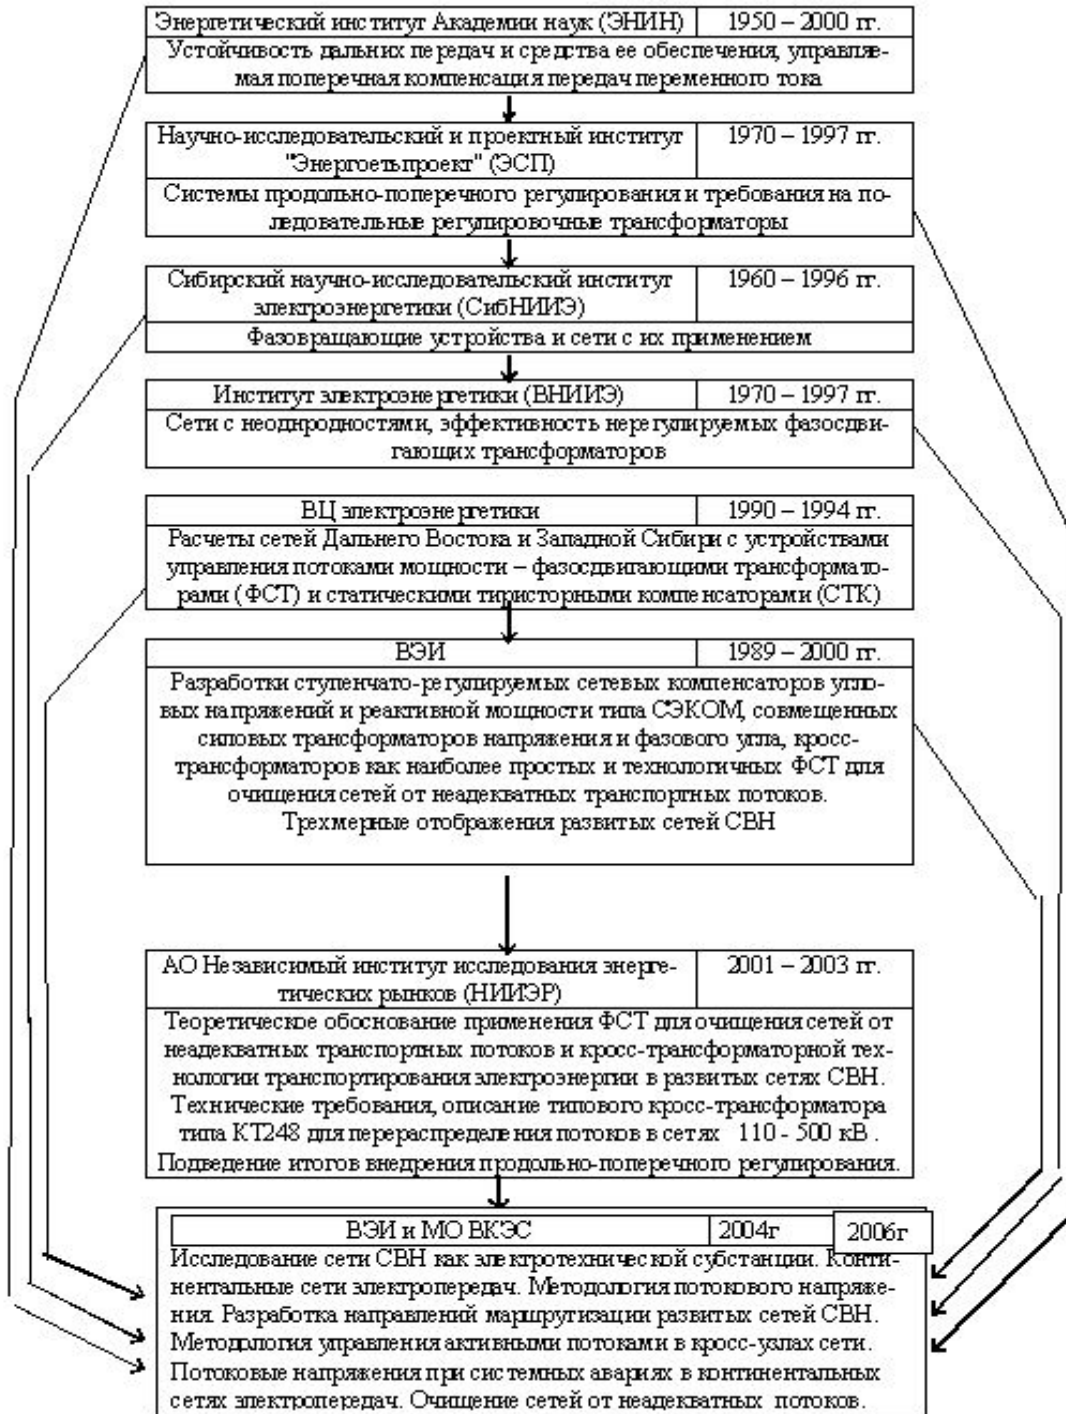 Энергетический институт Академии наук (ЭНИН) 1950 – 2000 гг.
Устойчивость дальних передач и средства ее обеспечения, управляе-
мая поперечная компенсация передач переменного тока
Научно-исследовательский и проектный институт 1970 – 1997 гг.
"Энергоетьпроект" (ЭСП)
Системы продольно-поперечного регулирования и требования на по-
ледовательные регулировочные трансформаторы
Сибирский научно-исследовательский институт 1960 – 1996 гг.
электроэнергетики (СибНИИЭ)
Фазовращающие устройства и сети с их применением
Институт электроэнергетики (ВНИИЭ) 1970 – 1997 гг.
Сети с неоднродностями, эффективность нерегулируемых фазосдви-
гающих трансформаторов
ВЦ электроэнергетики 1990 – 1994 гг.
Расчеты сетей Дальнего Востока и Западной Сибири с устройствами
управления потоками мощности – фазосдвигающими трансформато-
рами (ФСТ) и статическими тиристорными компенсаторами (СТК)
ВЭИ 1989 – 2000 гг.
Разработки ступенчато-регулируемых сетевых компенсаторов угло-
вых напряжений и реактивной мощности типа СЭКОМ, совмещенных
силовых трансформаторов напряжения и фазового угла, кросс-
трансформаторов как наиболее простых и технологичных ФСТ для
очищения сетей от неадекватных транспортных потоков.
Трехмерные отображения развитых сетей СВН
АО Независимый институт исследования энерге- 2001 – 2003 гг.
тических рынков (НИИЭР)
Теоретическое обоснование применения ФСТ для очищения сетей от
неадекватных транспортных потоков и кросс-трансформаторной тех-
нологии транспортирования электроэнергии в развитых сетях СВН.
Технические требования, описание типового кросс-трансформатора
типа КТ248 для перераспределения потоков в сетях 110 - 500 кВ .
Подведение итогов внедрения продольно-поперечного регулирования.
ВЭИ и МО ВКЭС 2004г 2006г
Исследование сети СВН как электротехнической субстанции. Конти-
нентальные сети электропередач. Методология потокового напряже-
ния. Разработка направлений маршрутизации развитых сетей СВН.
Методология управления активными потоками в кросс-узлах сети.
Потоковые напряжения при системных авариях в континентальных
сетях электропередач. Очищение сетей от неадекватных потоков.